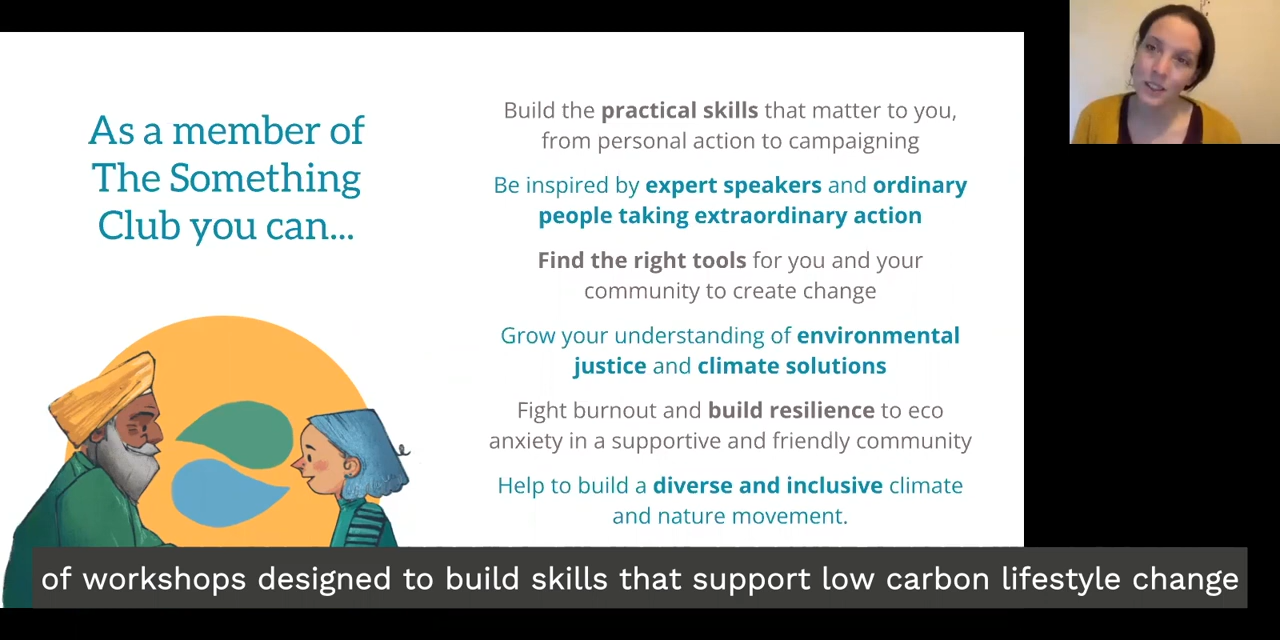 As a member of
The Something
Club you can...
Build the practical skills that matter to you,
from personal action to campaigning
Be inspired by expert speakers and ordinary
people taking extraordinary action
Find the right tools for you and your
community to create change
Grow your understanding of environmental
justice and climate solutions
Fight burnout and build resilience to eco
anxiety in a supportive and friendly community
Help to build a diverse and inclusive climate
and nature movement.
of workshops designed to build skills that support low carbon lifestyle change